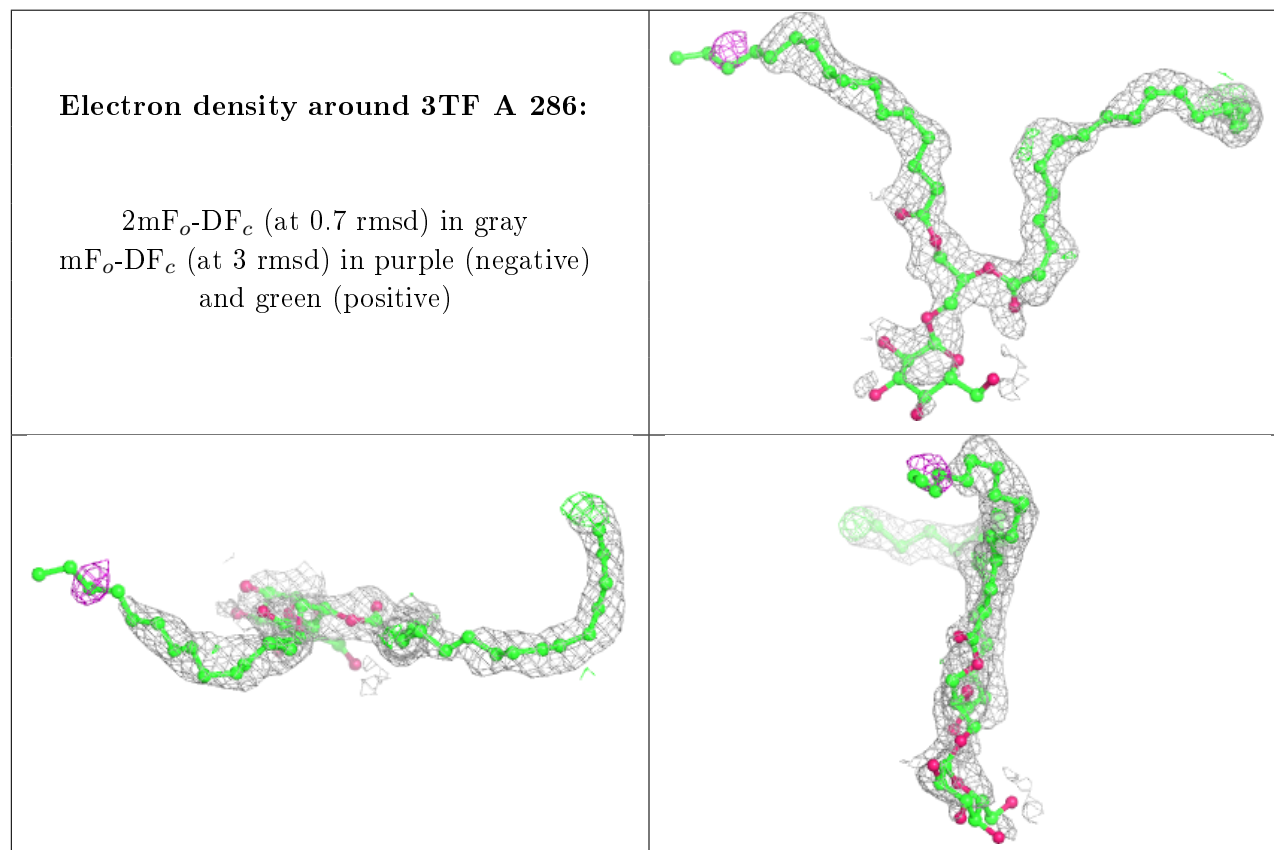 Electron density around 3TF A 286:
2mFₒ-DF𝒸 (at 0.7 rmsd) in gray
mFₒ-DF𝒸 (at 3 rmsd) in purple (negative)
and green (positive)